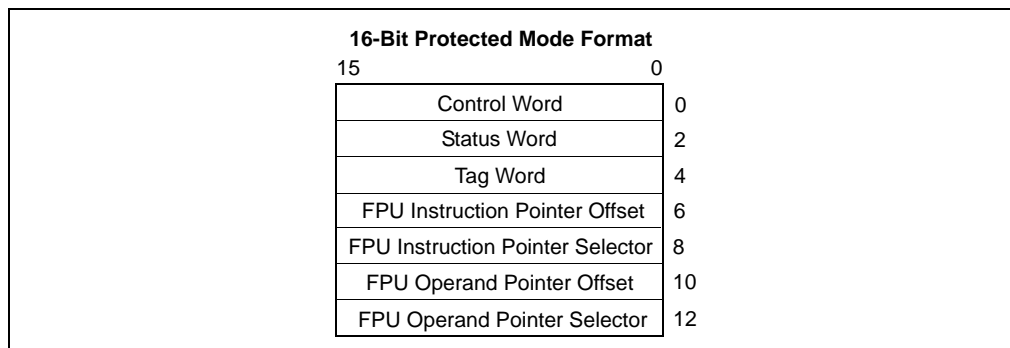 16-Bit Protected Mode Format
15 0
Control Word 0
Status Word 2
Tag Word 4
FPU Instruction Pointer Offset 6
FPU Instruction Pointer Selector 8
FPU Operand Pointer Offset 10
FPU Operand Pointer Selector 12